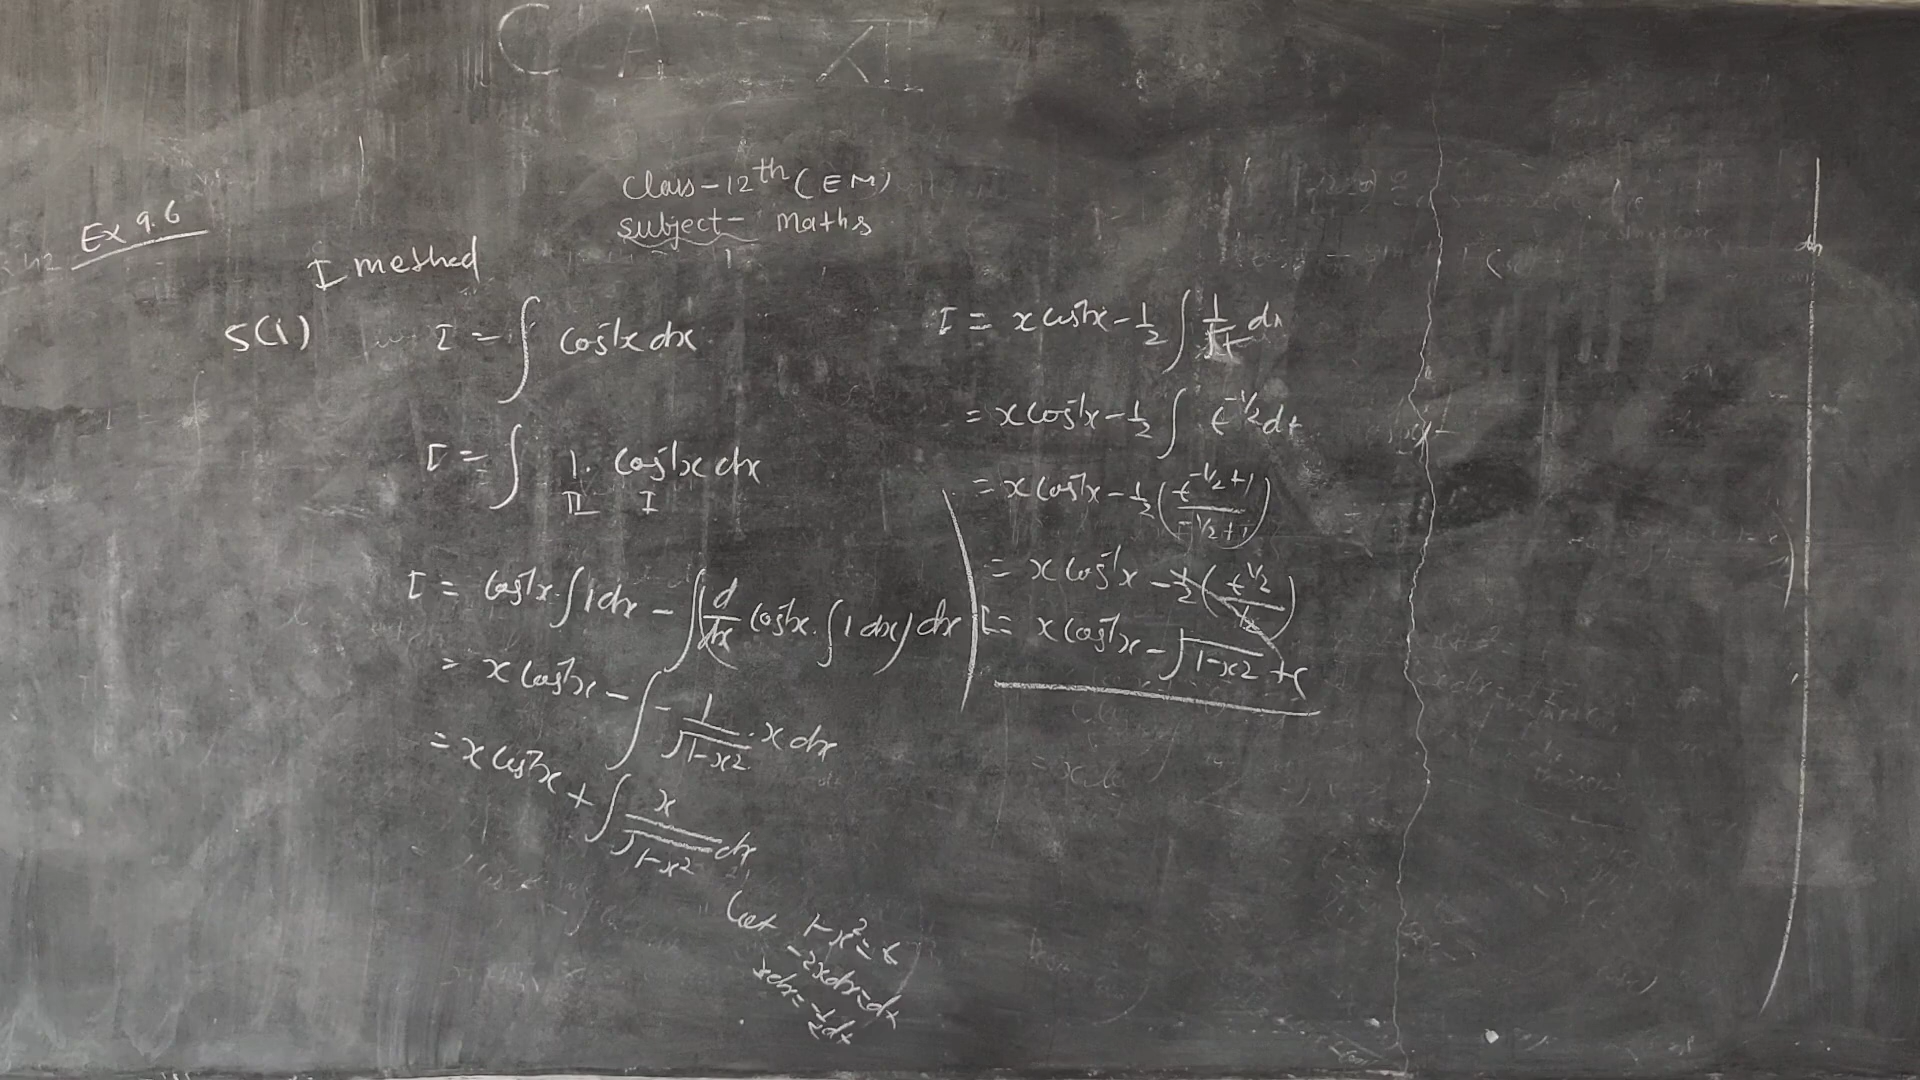 C A XII
Class-12th (EM)
subject- Maths
Ex 9.6
I method
5(1) I = ∫ cos⁻¹x dx
I = ∫ 1. cos⁻¹x dx
II I
I = cos⁻¹x. ∫1dx - ∫(d/dx cos⁻¹x. ∫1dx) dx
= x cos⁻¹x - ∫ -1/√1-x2 . x dx
= x cos⁻¹x + ∫ x/√1-x2 dx
Let 1-x² = t
-2xdx = dt
xdx = -1/2 dt
I = x cos⁻¹x - 1/2 ∫ 1/√t dt
= x cos⁻¹x - 1/2 ∫ t^-1/2 dt
= x cos⁻¹x - 1/2 (t^-1/2+1 / -1/2+1)
= x cos⁻¹x - 1/2 (t^1/2 / 1/2)
I = x cos⁻¹x - √1-x2 + c